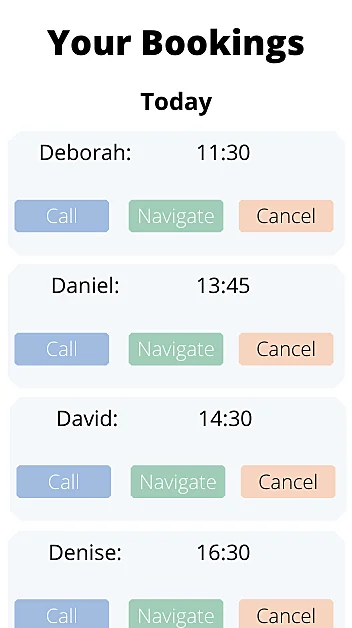 Your Bookings
Today
Deborah: 11:30
Call Navigate Cancel
Daniel: 13:45
Call Navigate Cancel
David: 14:30
Call Navigate Cancel
Denise: 16:30
Call Navigate Cancel